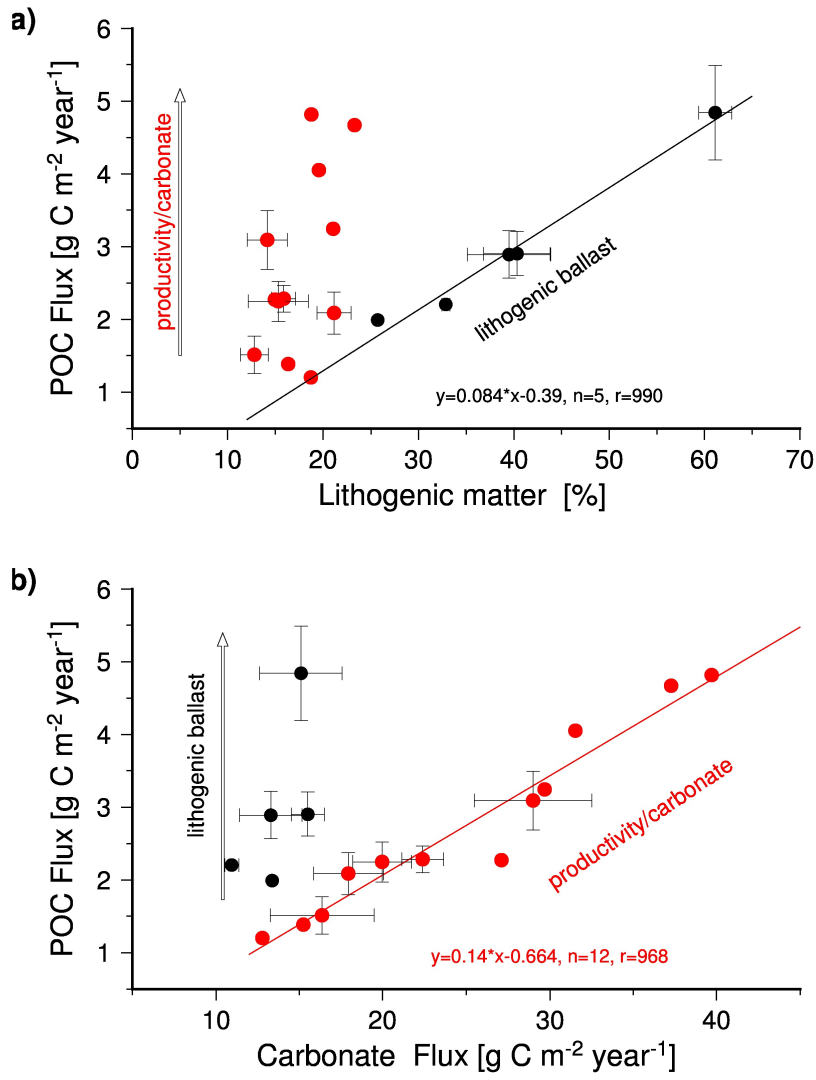 a)
6
5
4
3
2
1
POC Flux [g C m⁻² year⁻¹]
productivity/carbonate
lithogenic ballast
y=0.084*x-0.39, n=5, r=990
0 10 20 30 40 50 60 70
Lithogenic matter [%]
b)
6
5
4
3
2
1
POC Flux [g C m⁻² year⁻¹]
lithogenic ballast
productivity/carbonate
y=0.14*x-0.664, n=12, r=968
10 20 30 40
Carbonate Flux [g C m⁻² year⁻¹]